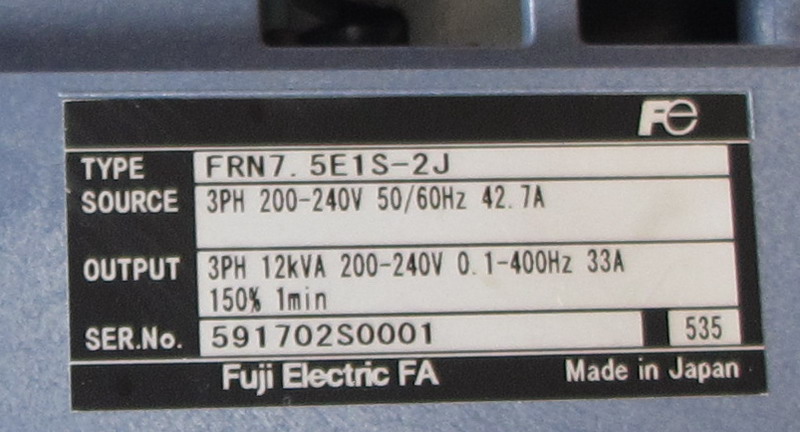 Fe
TYPE FRN7.5E1S-2J
SOURCE 3PH 200-240V 50/60Hz 42.7A
OUTPUT 3PH 12kVA 200-240V 0.1-400Hz 33A
150% 1min
SER.No. 591702S0001 535
Fuji Electric FA Made in Japan